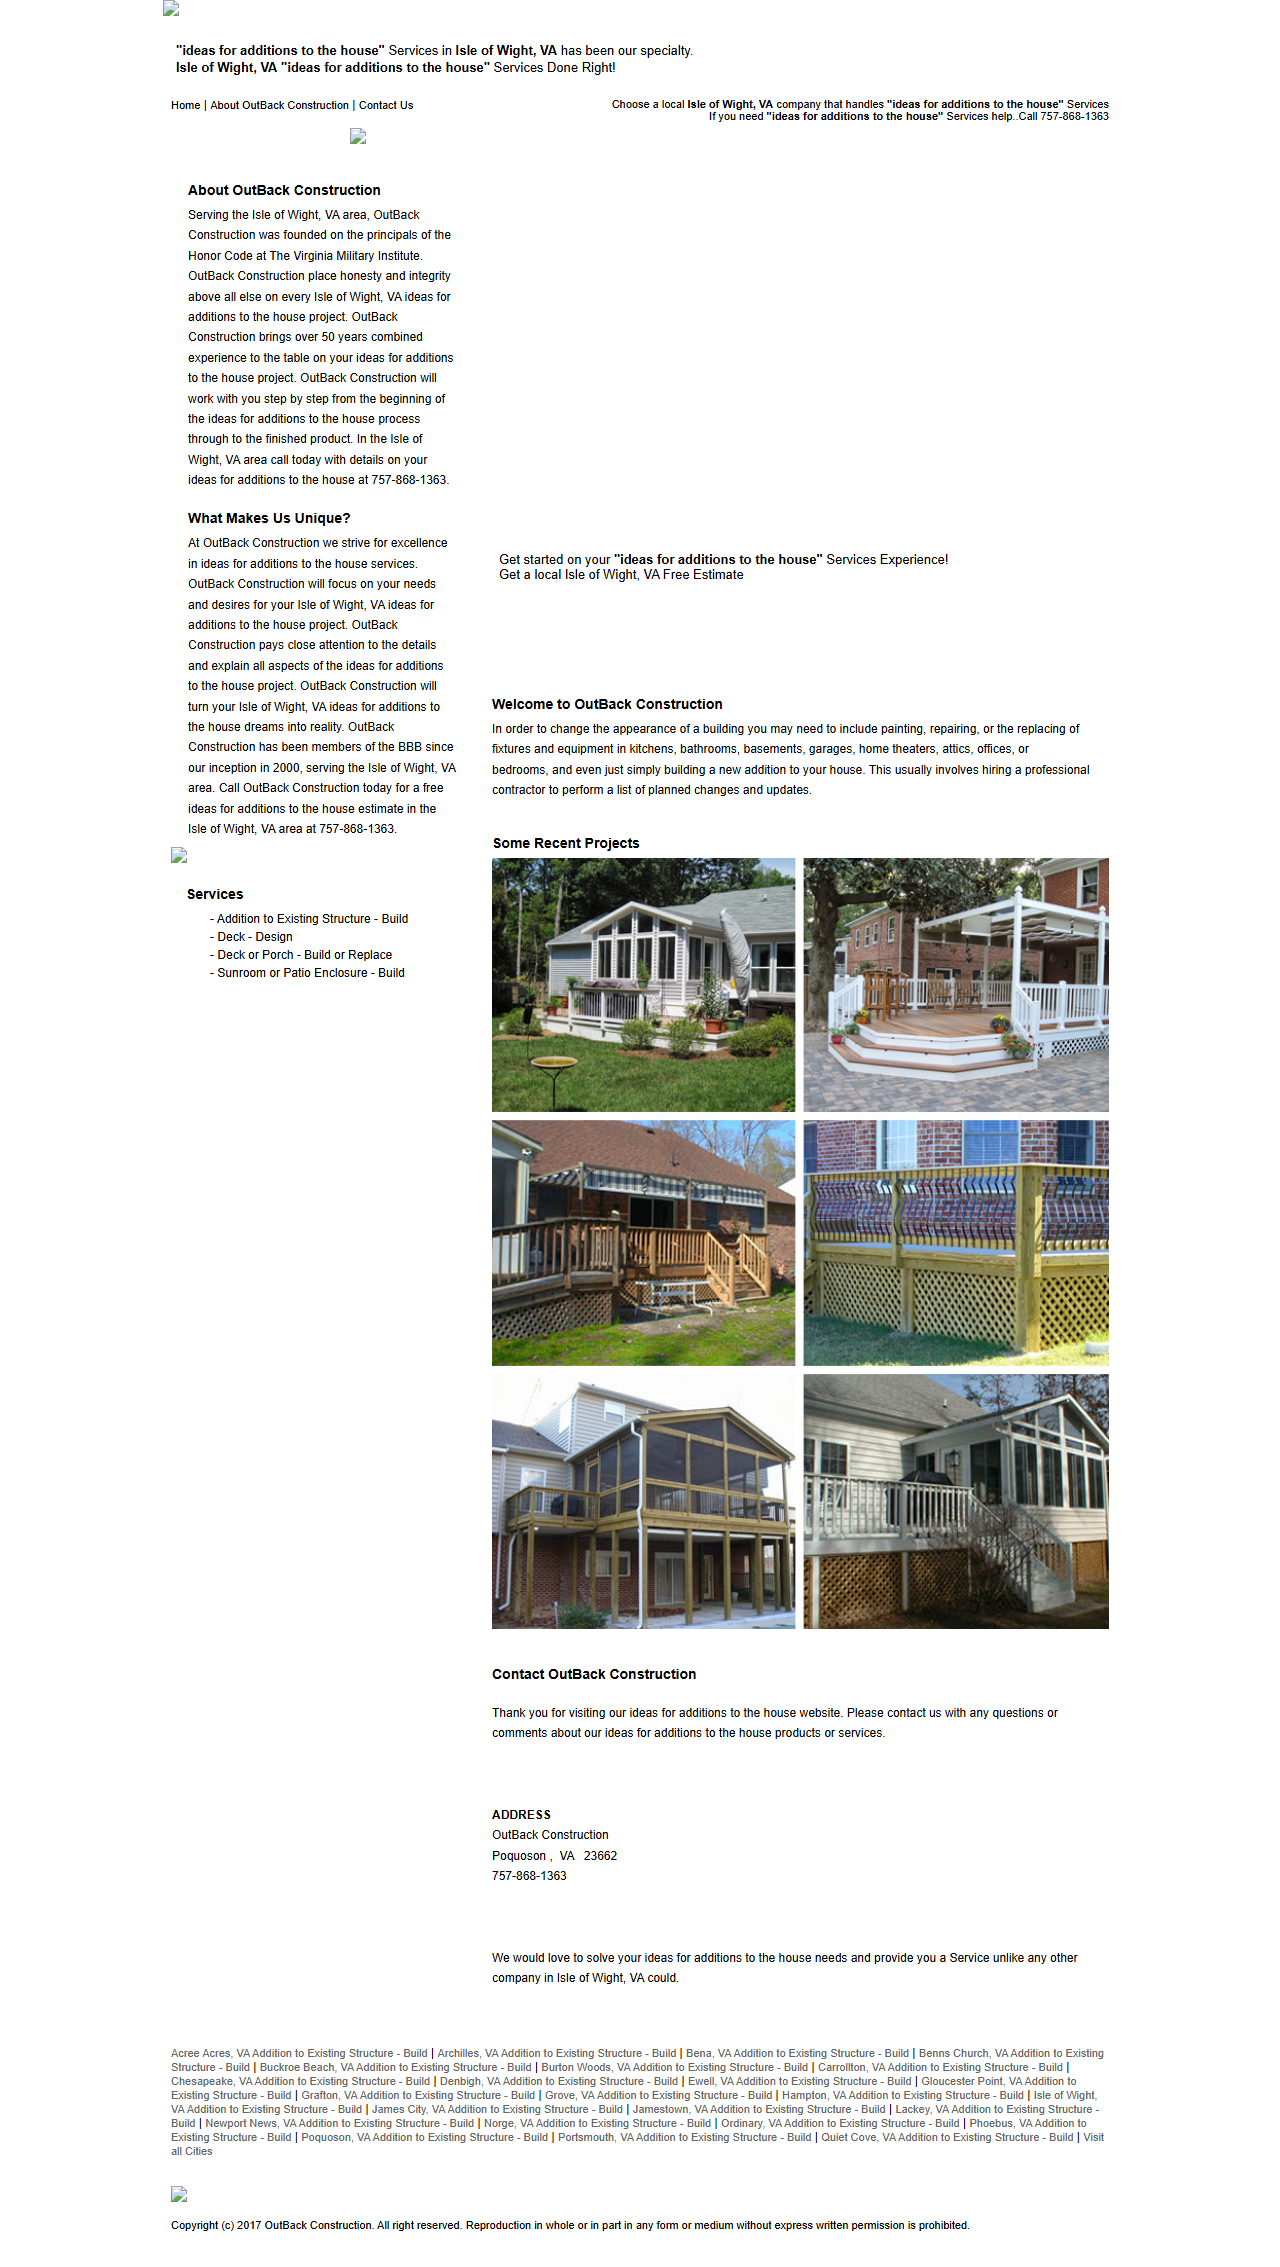 "ideas for additions to the house" Services in Isle of Wight, VA has been our specialty.
Isle of Wight, VA "ideas for additions to the house" Services Done Right!
Home | About OutBack Construction | Contact Us
Choose a local Isle of Wight, VA company that handles "ideas for additions to the house" Services
If you need "ideas for additions to the house" Services help..Call 757-868-1363
About OutBack Construction
Serving the Isle of Wight, VA area, OutBack
Construction was founded on the principals of the
Honor Code at The Virginia Military Institute.
OutBack Construction place honesty and integrity
above all else on every Isle of Wight, VA ideas for
additions to the house project. OutBack
Construction brings over 50 years combined
experience to the table on your ideas for additions
to the house project. OutBack Construction will
work with you step by step from the beginning of
the ideas for additions to the house process
through to the finished product. In the Isle of
Wight, VA area call today with details on your
ideas for additions to the house at 757-868-1363.
What Makes Us Unique?
At OutBack Construction we strive for excellence
in ideas for additions to the house services.
OutBack Construction will focus on your needs
and desires for your Isle of Wight, VA ideas for
additions to the house project. OutBack
Construction pays close attention to the details
and explain all aspects of the ideas for additions
to the house project. OutBack Construction will
turn your Isle of Wight, VA ideas for additions to
the house dreams into reality. OutBack
Construction has been members of the BBB since
our inception in 2000, serving the Isle of Wight, VA
area. Call OutBack Construction today for a free
ideas for additions to the house estimate in the
Isle of Wight, VA area at 757-868-1363.
Services
- Addition to Existing Structure - Build
- Deck - Design
- Deck or Porch - Build or Replace
- Sunroom or Patio Enclosure - Build
Get started on your "ideas for additions to the house" Services Experience!
Get a local Isle of Wight, VA Free Estimate
Welcome to OutBack Construction
In order to change the appearance of a building you may need to include painting, repairing, or the replacing of
fixtures and equipment in kitchens, bathrooms, basements, garages, home theaters, attics, offices, or
bedrooms, and even just simply building a new addition to your house. This usually involves hiring a professional
contractor to perform a list of planned changes and updates.
Some Recent Projects
Contact OutBack Construction
Thank you for visiting our ideas for additions to the house website. Please contact us with any questions or
comments about our ideas for additions to the house products or services.
ADDRESS
OutBack Construction
Poquoson , VA 23662
757-868-1363
We would love to solve your ideas for additions to the house needs and provide you a Service unlike any other
company in Isle of Wight, VA could.
Acree Acres, VA Addition to Existing Structure - Build | Archilles, VA Addition to Existing Structure - Build | Bena, VA Addition to Existing Structure - Build | Benns Church, VA Addition to Existing
Structure - Build | Buckroe Beach, VA Addition to Existing Structure - Build | Burton Woods, VA Addition to Existing Structure - Build | Carrollton, VA Addition to Existing Structure - Build |
Chesapeake, VA Addition to Existing Structure - Build | Denbigh, VA Addition to Existing Structure - Build | Ewell, VA Addition to Existing Structure - Build | Gloucester Point, VA Addition to
Existing Structure - Build | Grafton, VA Addition to Existing Structure - Build | Grove, VA Addition to Existing Structure - Build | Hampton, VA Addition to Existing Structure - Build | Isle of Wight,
VA Addition to Existing Structure - Build | James City, VA Addition to Existing Structure - Build | Jamestown, VA Addition to Existing Structure - Build | Lackey, VA Addition to Existing Structure -
Build | Newport News, VA Addition to Existing Structure - Build | Norge, VA Addition to Existing Structure - Build | Ordinary, VA Addition to Existing Structure - Build | Phoebus, VA Addition to
Existing Structure - Build | Poquoson, VA Addition to Existing Structure - Build | Portsmouth, VA Addition to Existing Structure - Build | Quiet Cove, VA Addition to Existing Structure - Build | Visit
all Cities
Copyright (c) 2017 OutBack Construction. All right reserved. Reproduction in whole or in part in any form or medium without express written permission is prohibited.